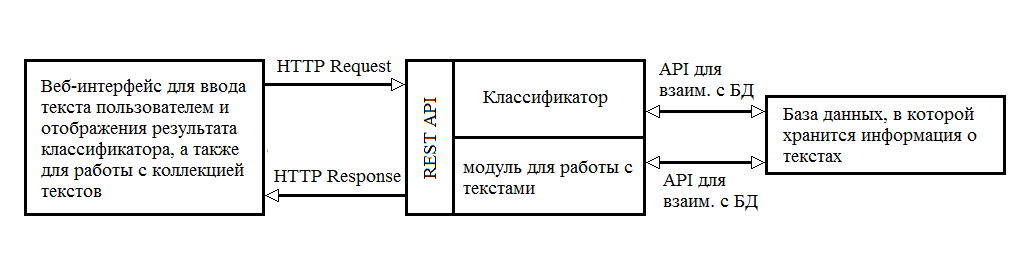 Веб-интерфейс для ввода
текста пользователем и
отображения результата
классификатора, а также
для работы с коллекцией
текстов
HTTP Request
HTTP Response
REST API
Классификатор
модуль для работы с
текстами
API для
взаим. с БД
API для
взаим. с БД
База данных, в которой
хранится информация о
текстах